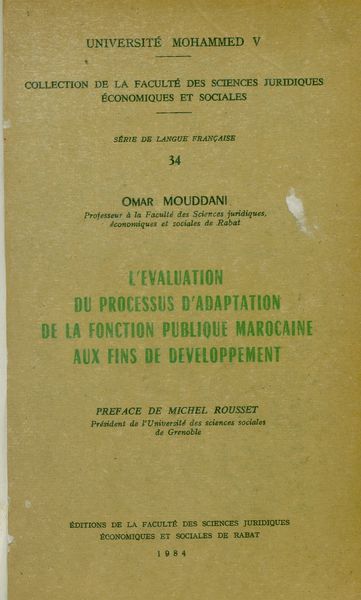 UNIVERSITÉ MOHAMMED V
COLLECTION DE LA FACULTÉ DES SCIENCES JURIDIQUES
ÉCONOMIQUES ET SOCIALES
SÉRIE DE LANGUE FRANÇAISE
34
OMAR MOUDDANI
Professeur à la Faculté des Sciences juridiques,
économiques et sociales de Rabat
L'EVALUATION
DU PROCESSUS D'ADAPTATION
DE LA FONCTION PUBLIQUE MAROCAINE
AUX FINS DE DEVELOPPEMENT
PREFACE DE MICHEL ROUSSET
Président de l'Université des sciences sociales
de Grenoble
ÉDITIONS DE LA FACULTÉ DES SCIENCES JURIDIQUES
ÉCONOMIQUES ET SOCIALES DE RABAT
1984